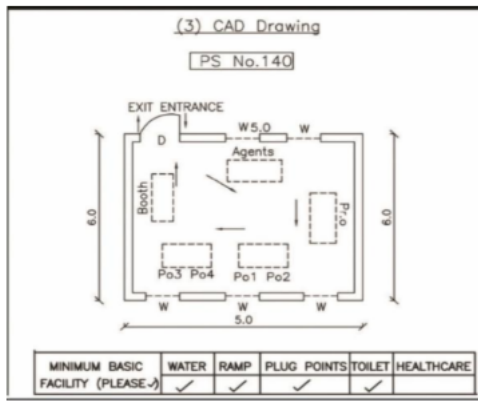 (3) CAD Drawing
PS No.140
EXIT ENTRANCE
W 5.0 W
D
Agents
Booth
Pr.o
6.0
6.0
Po3 Po4 Po1 Po2
W W W
5.0
MINIMUM BASIC FACILITY (PLEASE✓) WATER RAMP PLUG POINTS TOILET HEALTHCARE
✓ ✓ ✓ ✓